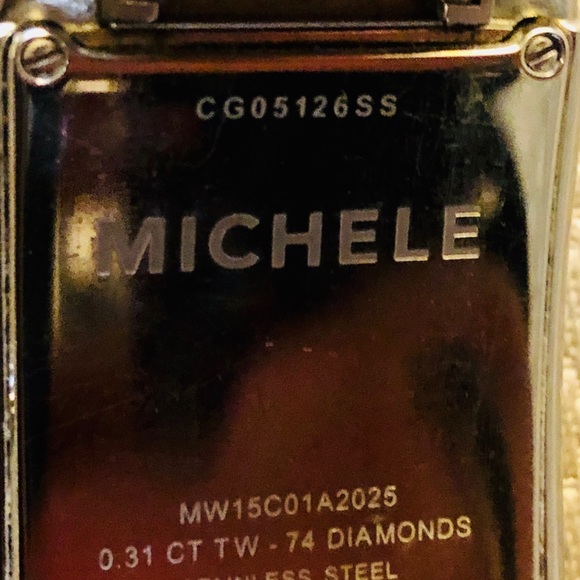 CG05126SS
MICHELE
MW15C01A2025
0.31 CT TW - 74 DIAMONDS
STEEL